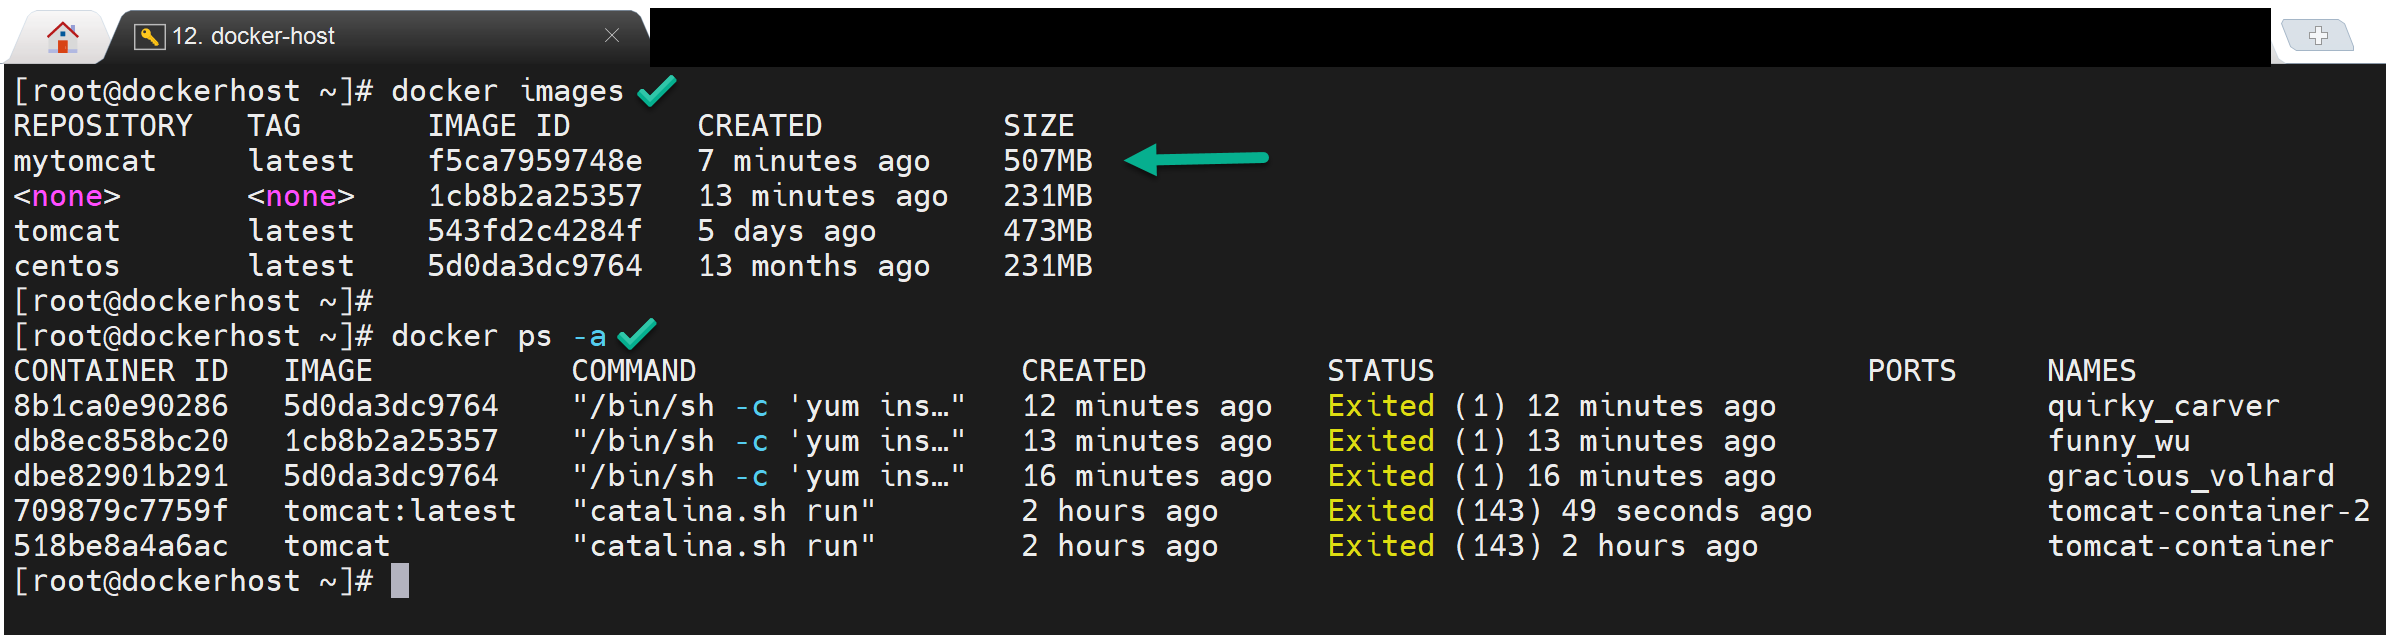 12. docker-host
[root@dockerhost ~]# docker images
REPOSITORY   TAG       IMAGE ID       CREATED          SIZE
mytomcat     latest    f5ca7959748e   7 minutes ago    507MB
<none>       <none>    1cb8b2a25357   13 minutes ago   231MB
tomcat       latest    543fd2c4284f   5 days ago       473MB
centos       latest    5d0da3dc9764   13 months ago    231MB
[root@dockerhost ~]#
[root@dockerhost ~]# docker ps -a
CONTAINER ID   IMAGE           COMMAND                  CREATED          STATUS                        PORTS     NAMES
8b1ca0e90286   5d0da3dc9764    "/bin/sh -c 'yum ins…"   12 minutes ago   Exited (1) 12 minutes ago               quirky_carver
db8ec858bc20   1cb8b2a25357    "/bin/sh -c 'yum ins…"   13 minutes ago   Exited (1) 13 minutes ago               funny_wu
dbe82901b291   5d0da3dc9764    "/bin/sh -c 'yum ins…"   16 minutes ago   Exited (1) 16 minutes ago               gracious_volhard
709879c7759f   tomcat:latest   "catalina.sh run"        2 hours ago      Exited (143) 49 seconds ago             tomcat-container-2
518be8a4a6ac   tomcat          "catalina.sh run"        2 hours ago      Exited (143) 2 hours ago                tomcat-container
[root@dockerhost ~]#